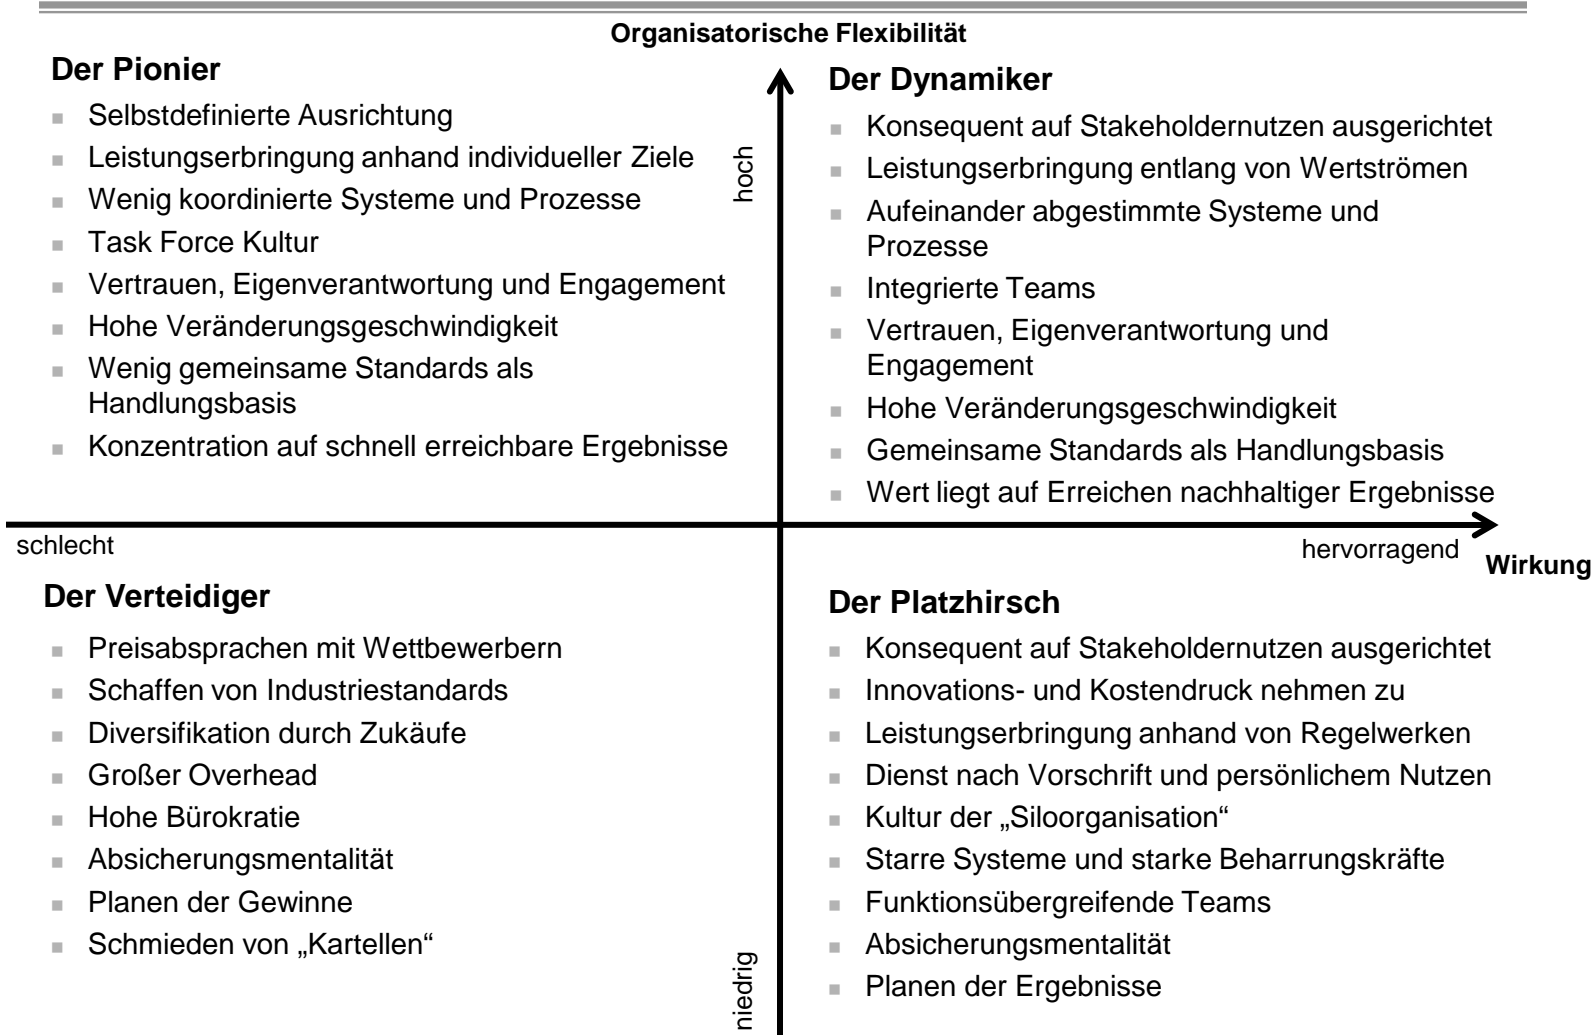 Organisatorische Flexibilität
Der Pionier
Selbstdefinierte Ausrichtung
Leistungserbringung anhand individueller Ziele
Wenig koordinierte Systeme und Prozesse
Task Force Kultur
Vertrauen, Eigenverantwortung und Engagement
Hohe Veränderungsgeschwindigkeit
Wenig gemeinsame Standards als
Handlungsbasis
Konzentration auf schnell erreichbare Ergebnisse
hoch
Der Dynamiker
Konsequent auf Stakeholdernutzen ausgerichtet
Leistungserbringung entlang von Wertströmen
Aufeinander abgestimmte Systeme und
Prozesse
Integrierte Teams
Vertrauen, Eigenverantwortung und
Engagement
Hohe Veränderungsgeschwindigkeit
Gemeinsame Standards als Handlungsbasis
Wert liegt auf Erreichen nachhaltiger Ergebnisse
schlecht
hervorragend
Wirkung
Der Verteidiger
Preisabsprachen mit Wettbewerbern
Schaffen von Industriestandards
Diversifikation durch Zukäufe
Großer Overhead
Hohe Bürokratie
Absicherungsmentalität
Planen der Gewinne
Schmieden von „Kartellen“
niedrig
Der Platzhirsch
Konsequent auf Stakeholdernutzen ausgerichtet
Innovations- und Kostendruck nehmen zu
Leistungserbringung anhand von Regelwerken
Dienst nach Vorschrift und persönlichem Nutzen
Kultur der „Siloorganisation“
Starre Systeme und starke Beharrungskräfte
Funktionsübergreifende Teams
Absicherungsmentalität
Planen der Ergebnisse